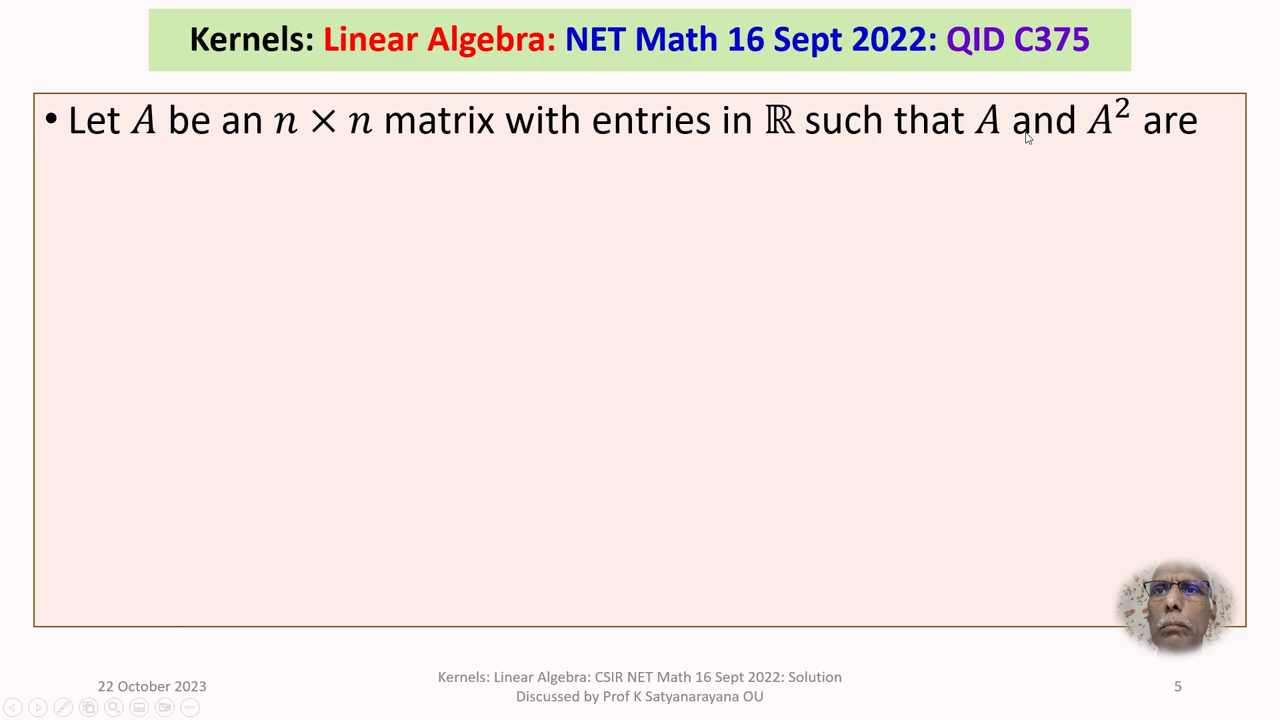 Kernels: Linear Algebra: NET Math 16 Sept 2022: QID C375
• Let A be an n × n matrix with entries in ℝ such that A and A² are
22 October 2023
Kernels: Linear Algebra: CSIR NET Math 16 Sept 2022: Solution
Discussed by Prof K Satyanarayana OU
5